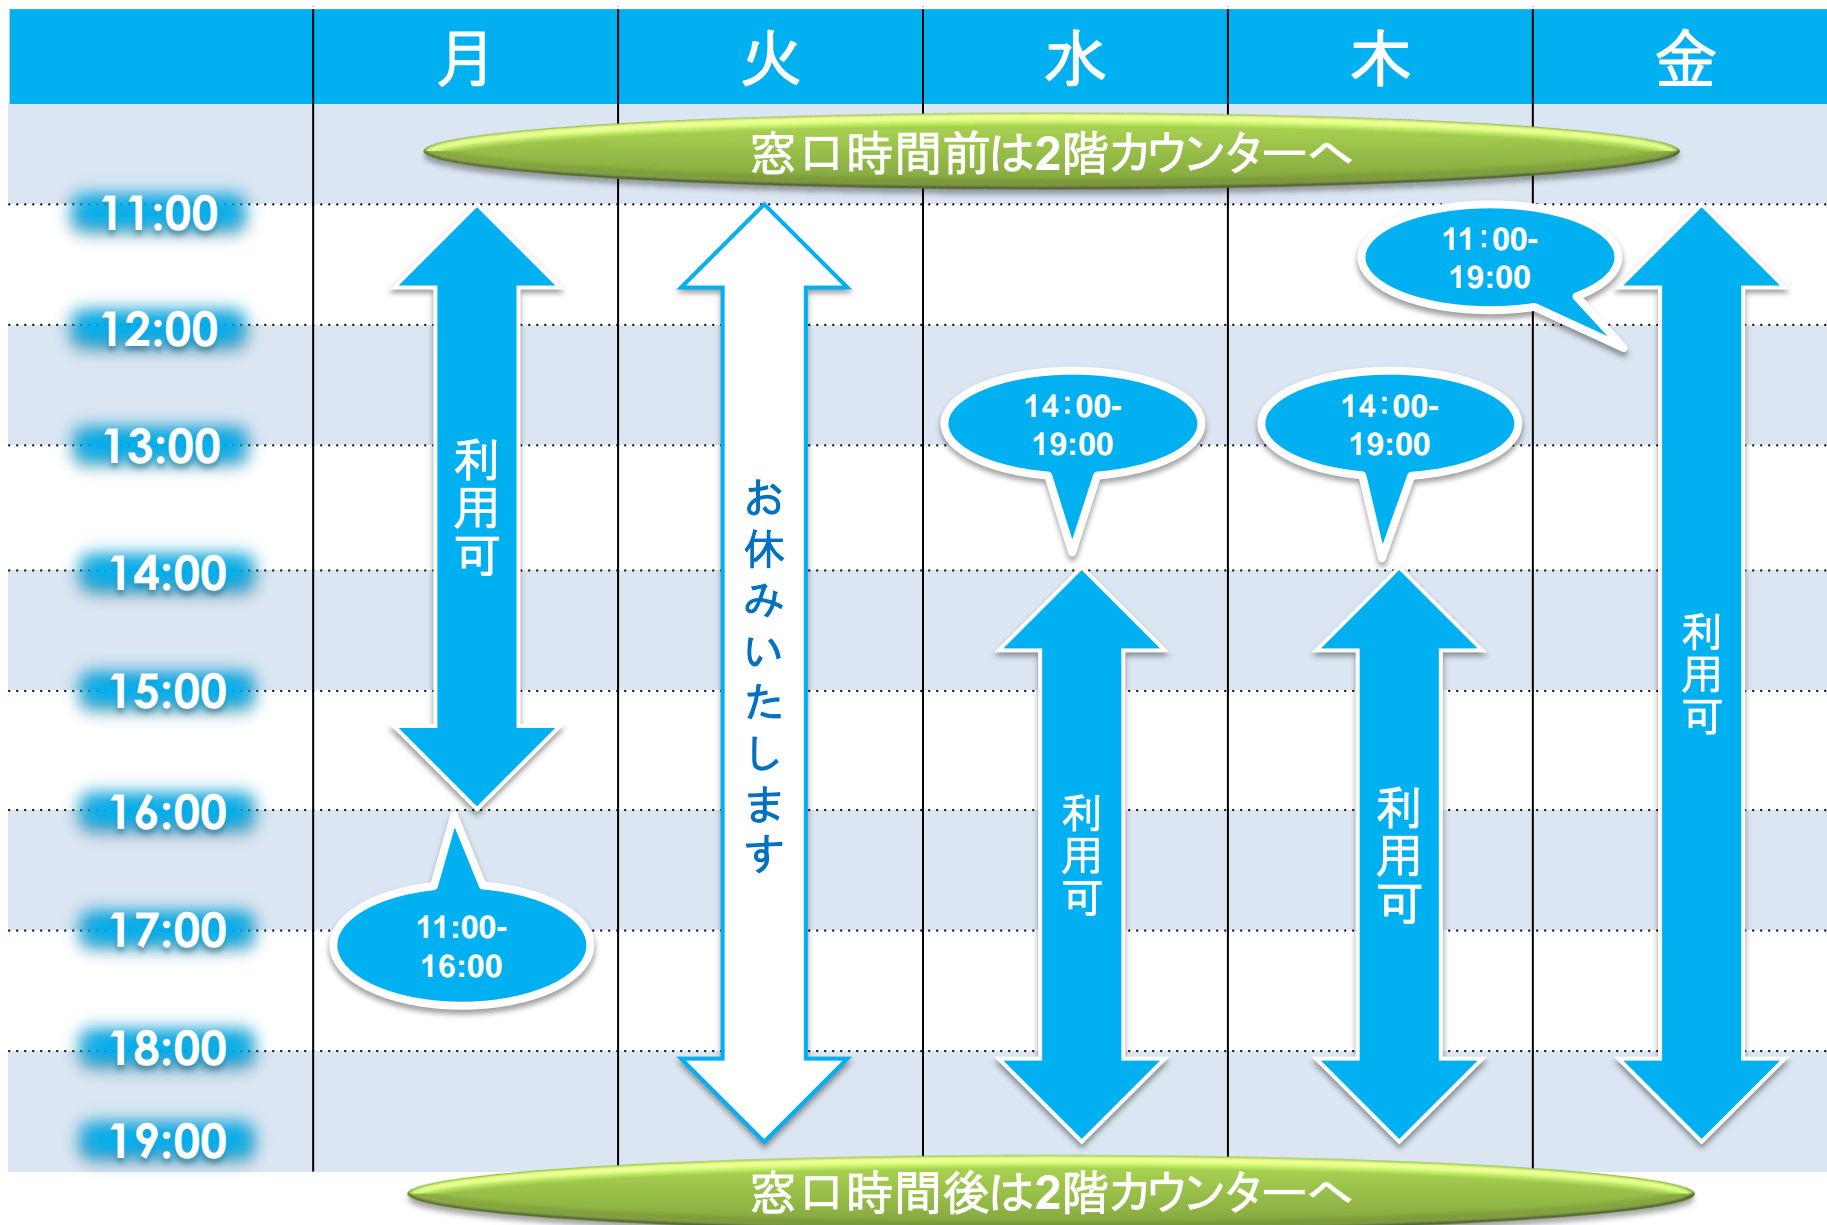 月 火 水 木 金
窓口時間前は2階カウンターへ
11:00
11:00-
19:00
12:00
14:00-
19:00
14:00-
19:00
13:00
利用可
お休みいたします
14:00
利用可
15:00
16:00
利用可
利用可
17:00
11:00-
16:00
18:00
19:00
窓口時間後は2階カウンターへ